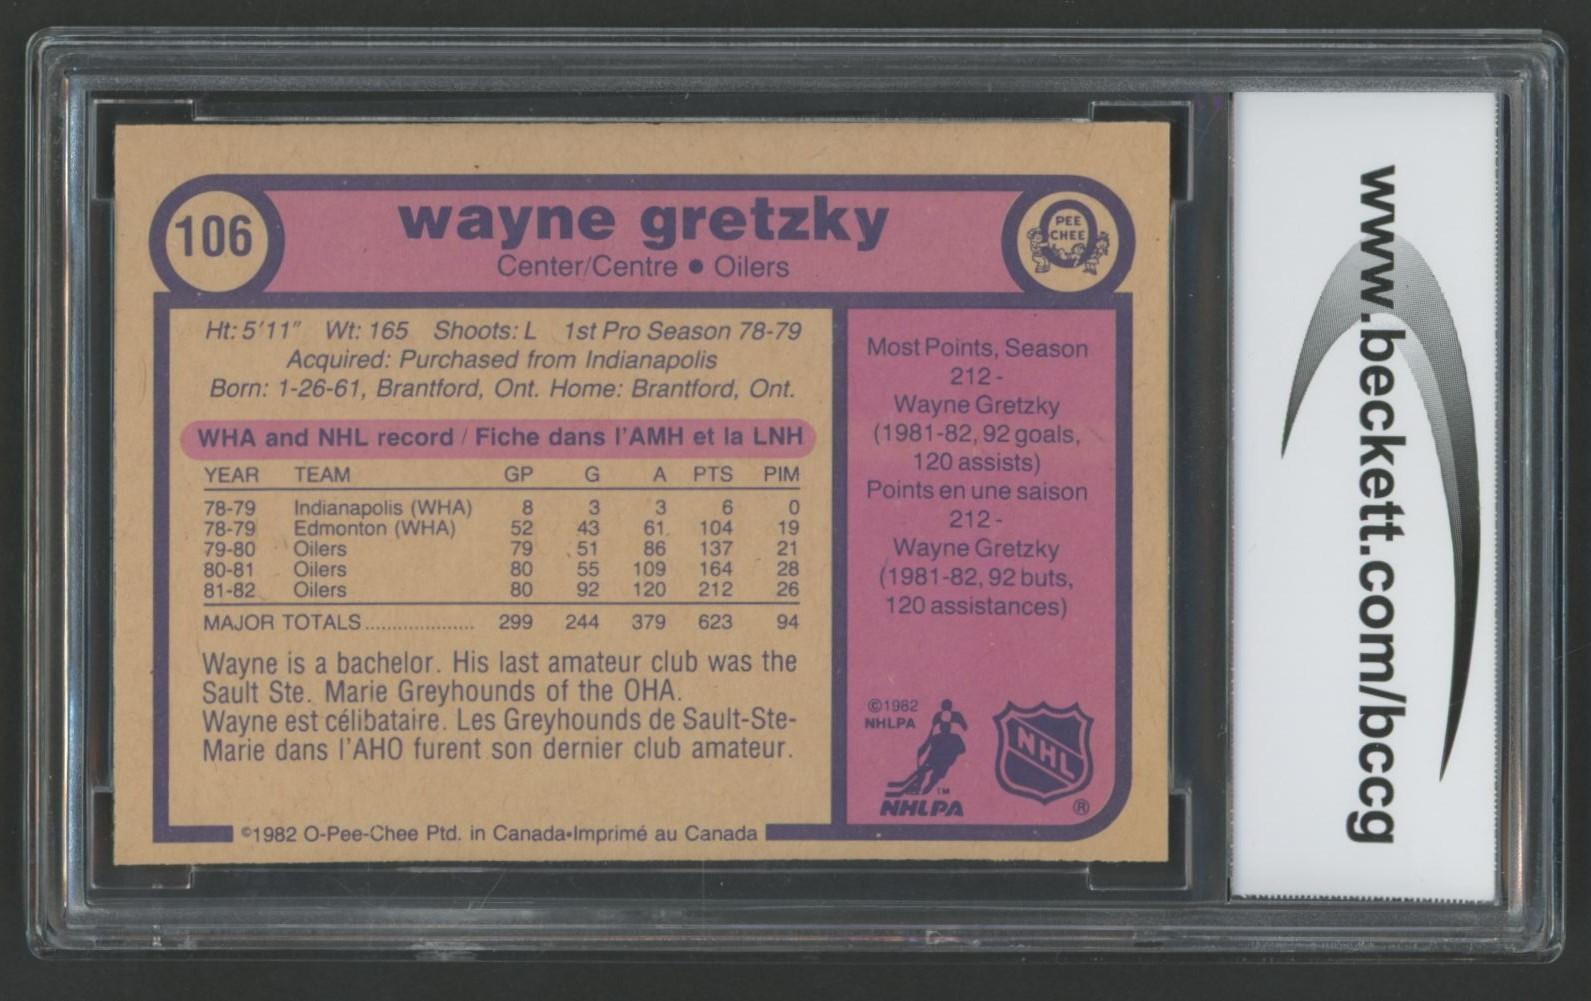 106
wayne gretzky
Center/Centre • Oilers
O
PEE
CHEE
Ht: 5'11" Wt: 165 Shoots: L 1st Pro Season 78-79
Acquired: Purchased from Indianapolis
Born: 1-26-61, Brantford, Ont. Home: Brantford, Ont.
WHA and NHL record / Fiche dans l'AMH et la LNH
YEAR TEAM GP G A PTS PIM
78-79 Indianapolis (WHA) 8 3 3 6 0
78-79 Edmonton (WHA) 52 43 61 104 19
79-80 Oilers 79 51 86 137 21
80-81 Oilers 80 55 109 164 28
81-82 Oilers 80 92 120 212 26
MAJOR TOTALS .................... 299 244 379 623 94
Wayne is a bachelor. His last amateur club was the
Sault Ste. Marie Greyhounds of the OHA.
Wayne est célibataire. Les Greyhounds de Sault-Ste-
Marie dans l'AHO furent son dernier club amateur.
©1982 O-Pee-Chee Ptd. in Canada•Imprimé au Canada
Most Points, Season
212 -
Wayne Gretzky
(1981-82, 92 goals,
120 assists)
Points en une saison
212 -
Wayne Gretzky
(1981-82, 92 buts,
120 assistances)
©1982
NHLPA
TM
NHLPA
NHL
®
www.beckett.com/bccg